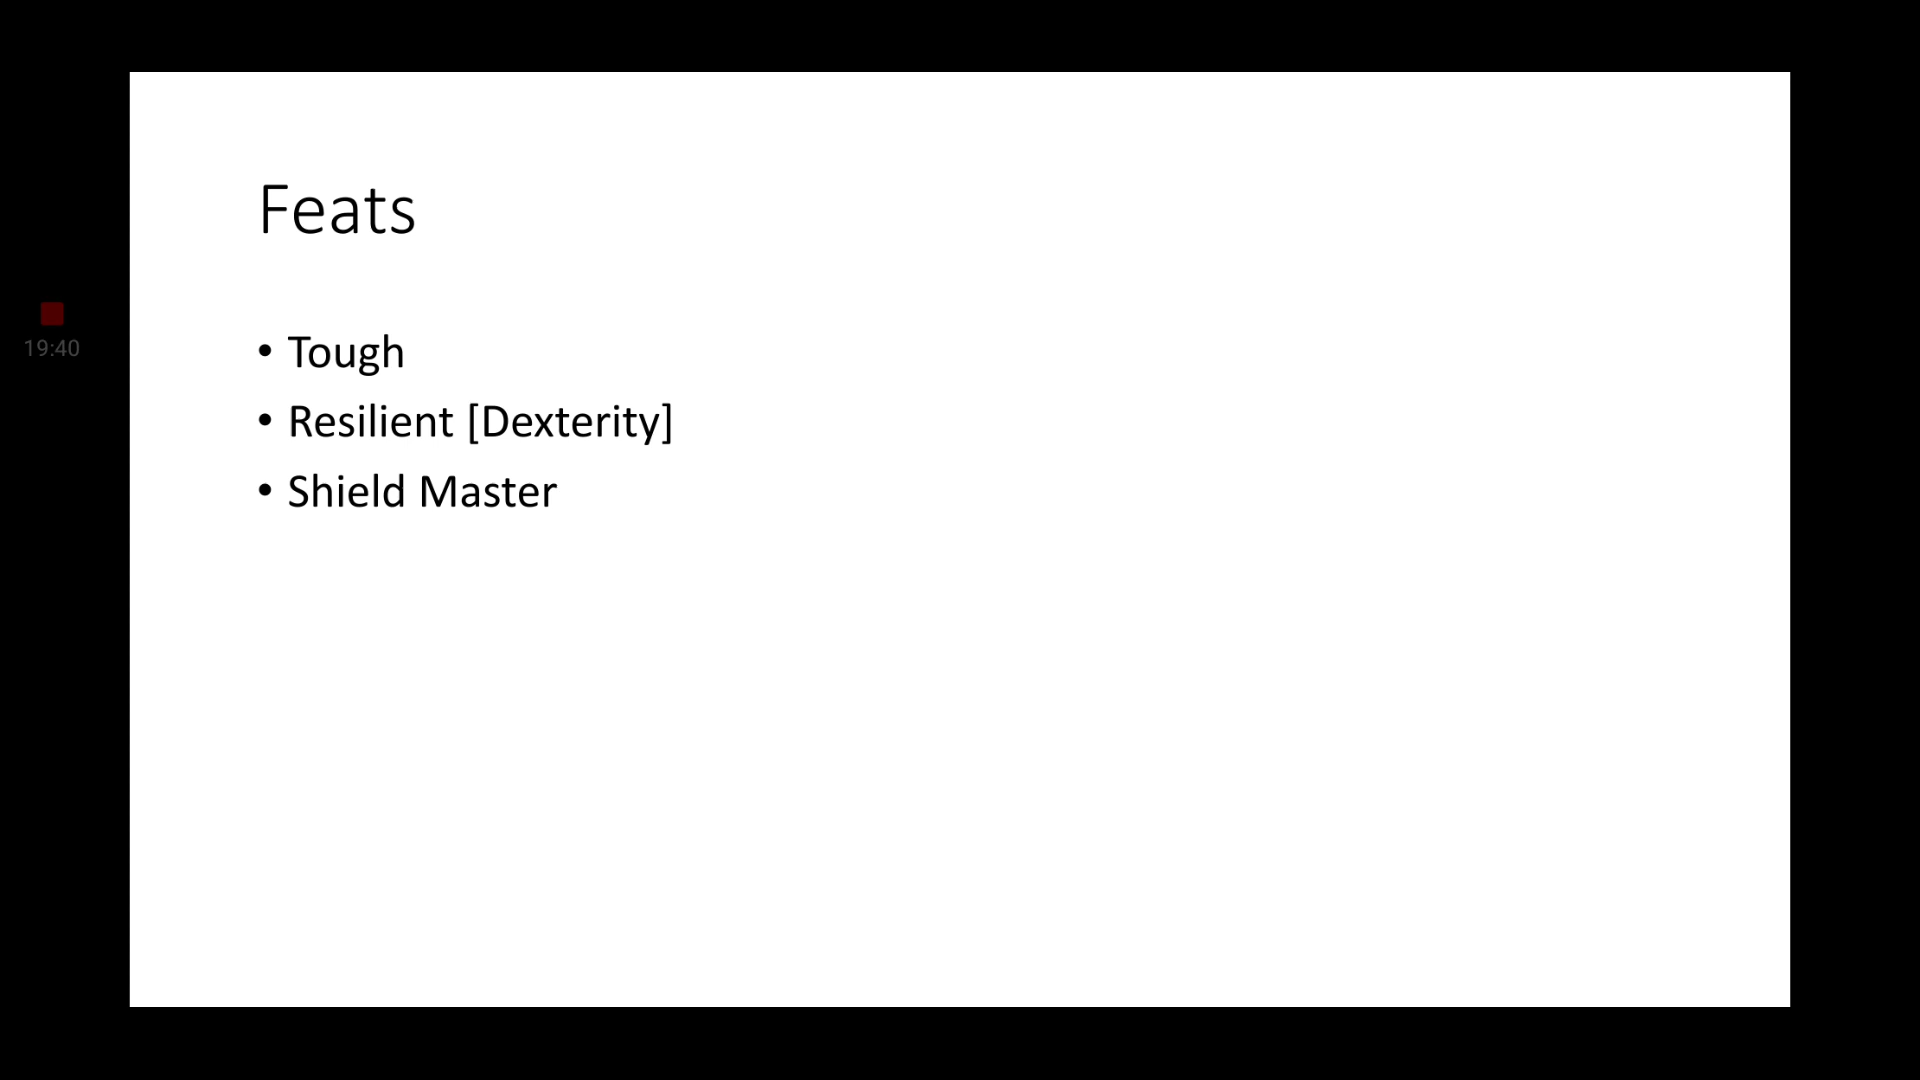 Feats
19:40
• Tough
• Resilient [Dexterity]
• Shield Master